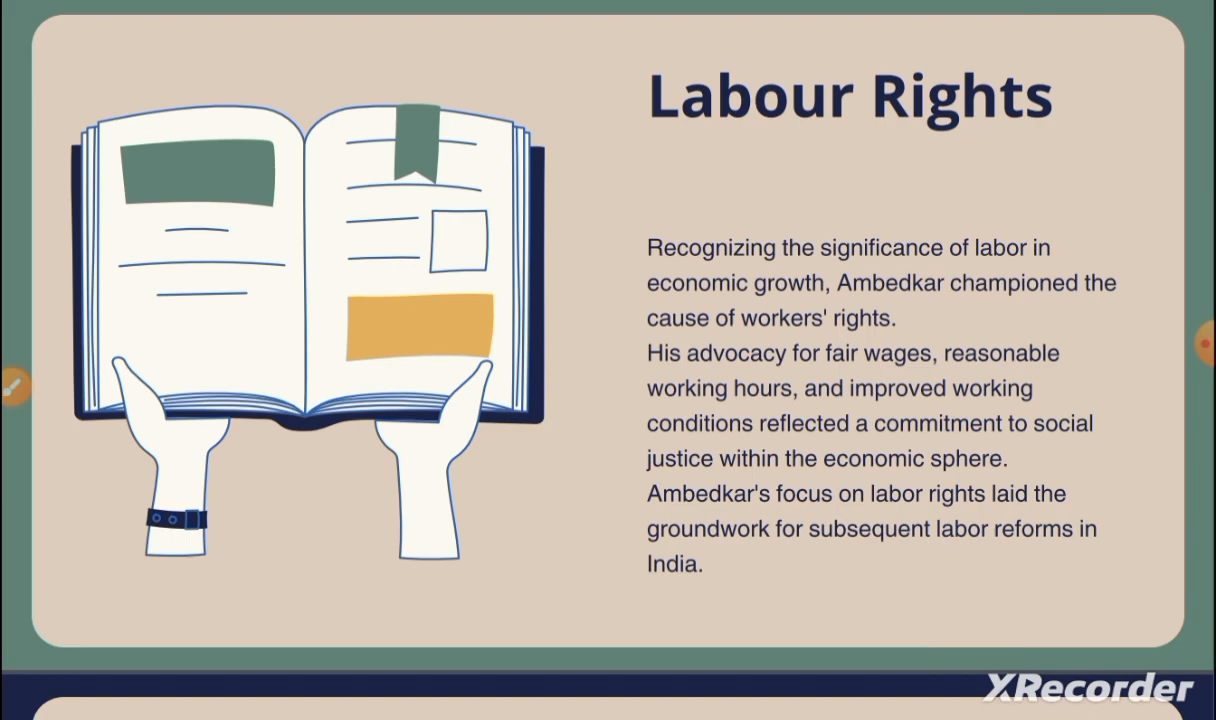 Labour Rights
Recognizing the significance of labor in
economic growth, Ambedkar championed the
cause of workers' rights.
His advocacy for fair wages, reasonable
working hours, and improved working
conditions reflected a commitment to social
justice within the economic sphere.
Ambedkar's focus on labor rights laid the
groundwork for subsequent labor reforms in
India.
XRecorder